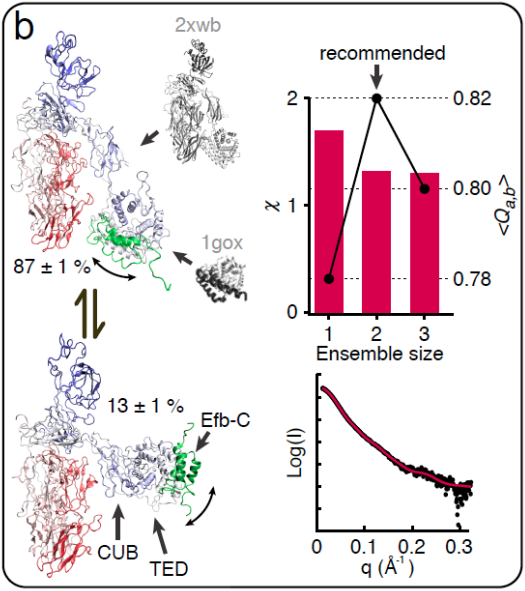 b
2xwb
1gox
87 ± 1 %
13 ± 1 %
Efb-C
CUB
TED
recommended
2
1
0
χ
0.82
0.80
0.78
<Qa,b>
1 2 3
Ensemble size
Log(I)
0 0.1 0.2 0.3
q (Å-1)